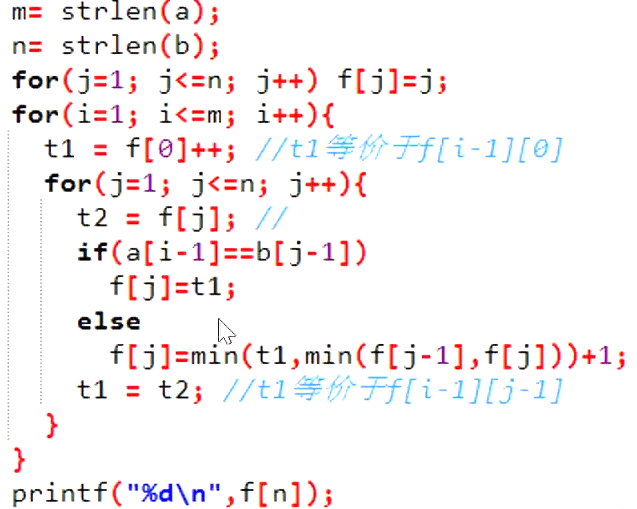 m= strlen(a);
n= strlen(b);
for(j=1; j<=n; j++) f[j]=j;
for(i=1; i<=m; i++){
t1 = f[0]++; //t1等价于f[i-1][0]
for(j=1; j<=n; j++){
t2 = f[j]; //
if(a[i-1]==b[j-1])
f[j]=t1;
else
f[j]=min(t1,min(f[j-1],f[j]))+1;
t1 = t2; //t1等价于f[i-1][j-1]
}
}
printf("%d\n",f[n]);